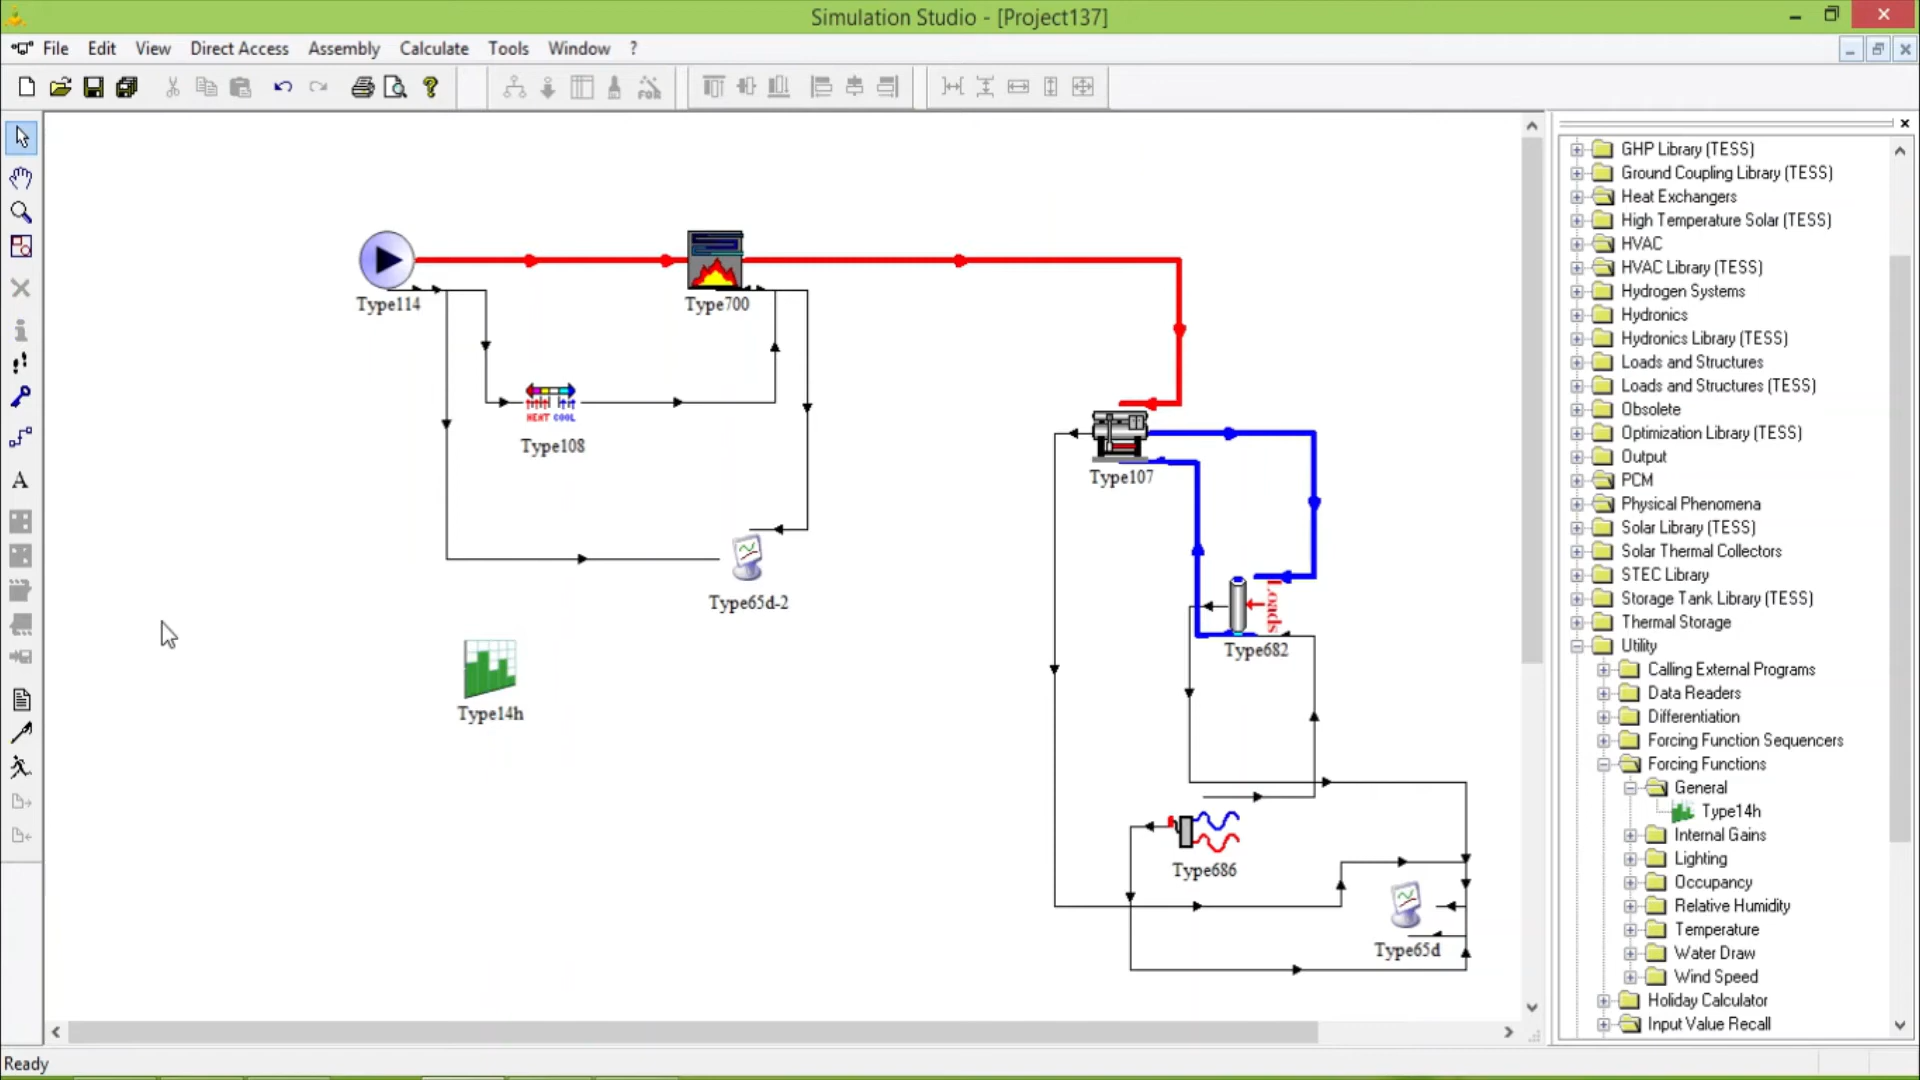 Simulation Studio - [Project137]
File Edit View Direct Access Assembly Calculate Tools Window ?
FOR
A
Type114
Type700
HEAT COOL
Type108
Type65d-2
Type14h
Type107
Loads
Type682
Type686
Type65d
GHP Library (TESS)
Ground Coupling Library (TESS)
Heat Exchangers
High Temperature Solar (TESS)
HVAC
HVAC Library (TESS)
Hydrogen Systems
Hydronics
Hydronics Library (TESS)
Loads and Structures
Loads and Structures (TESS)
Obsolete
Optimization Library (TESS)
Output
PCM
Physical Phenomena
Solar Library (TESS)
Solar Thermal Collectors
STEC Library
Storage Tank Library (TESS)
Thermal Storage
Utility
Calling External Programs
Data Readers
Differentiation
Forcing Function Sequencers
Forcing Functions
General
Type14h
Internal Gains
Lighting
Occupancy
Relative Humidity
Temperature
Water Draw
Wind Speed
Holiday Calculator
Input Value Recall
Ready